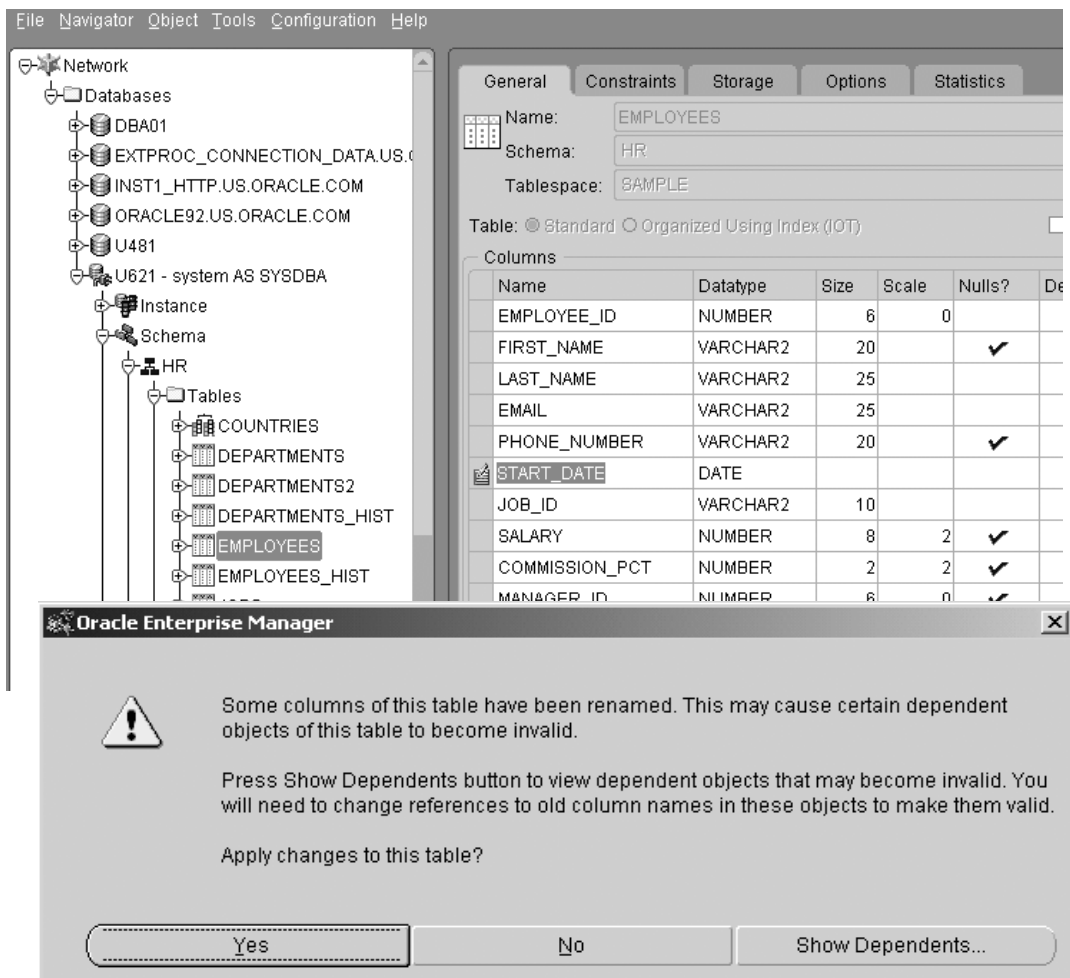 File Navigator Object Tools Configuration Help
Network
Databases
DBA01
EXTPROC_CONNECTION_DATA.US.
INST1_HTTP.US.ORACLE.COM
ORACLE92.US.ORACLE.COM
U481
U621 - system AS SYSDBA
Instance
Schema
HR
Tables
COUNTRIES
DEPARTMENTS
DEPARTMENTS2
DEPARTMENTS_HIST
EMPLOYEES
EMPLOYEES_HIST
General Constraints Storage Options Statistics
Name: EMPLOYEES
Schema: HR
Tablespace: SAMPLE
Table: Standard Organized Using Index (IOT)
Columns
Name Datatype Size Scale Nulls? De
EMPLOYEE_ID NUMBER 6 0
FIRST_NAME VARCHAR2 20 ✔
LAST_NAME VARCHAR2 25
EMAIL VARCHAR2 25
PHONE_NUMBER VARCHAR2 20 ✔
START_DATE DATE
JOB_ID VARCHAR2 10
SALARY NUMBER 8 2 ✔
COMMISSION_PCT NUMBER 2 2 ✔
MANAGER_ID NUMBER 6 0 ✔
Oracle Enterprise Manager
Some columns of this table have been renamed. This may cause certain dependent
objects of this table to become invalid.
Press Show Dependents button to view dependent objects that may become invalid. You
will need to change references to old column names in these objects to make them valid.
Apply changes to this table?
Yes No Show Dependents...